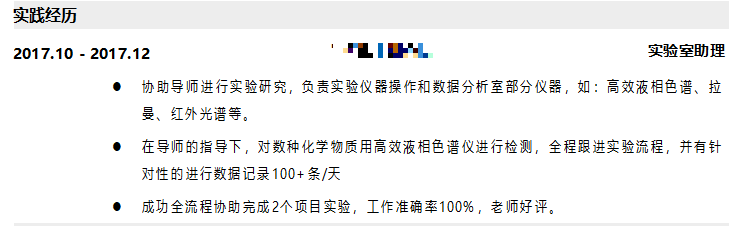 实践经历
2017.10 - 2017.12 实验室助理
● 协助导师进行实验研究，负责实验仪器操作和数据分析室部分仪器，如：高效液相色谱、拉
曼、红外光谱等。
● 在导师的指导下，对数种化学物质用高效液相色谱仪进行检测，全程跟进实验流程，并有针
对性的进行数据记录100+条/天
● 成功全流程协助完成2个项目实验，工作准确率100%，老师好评。